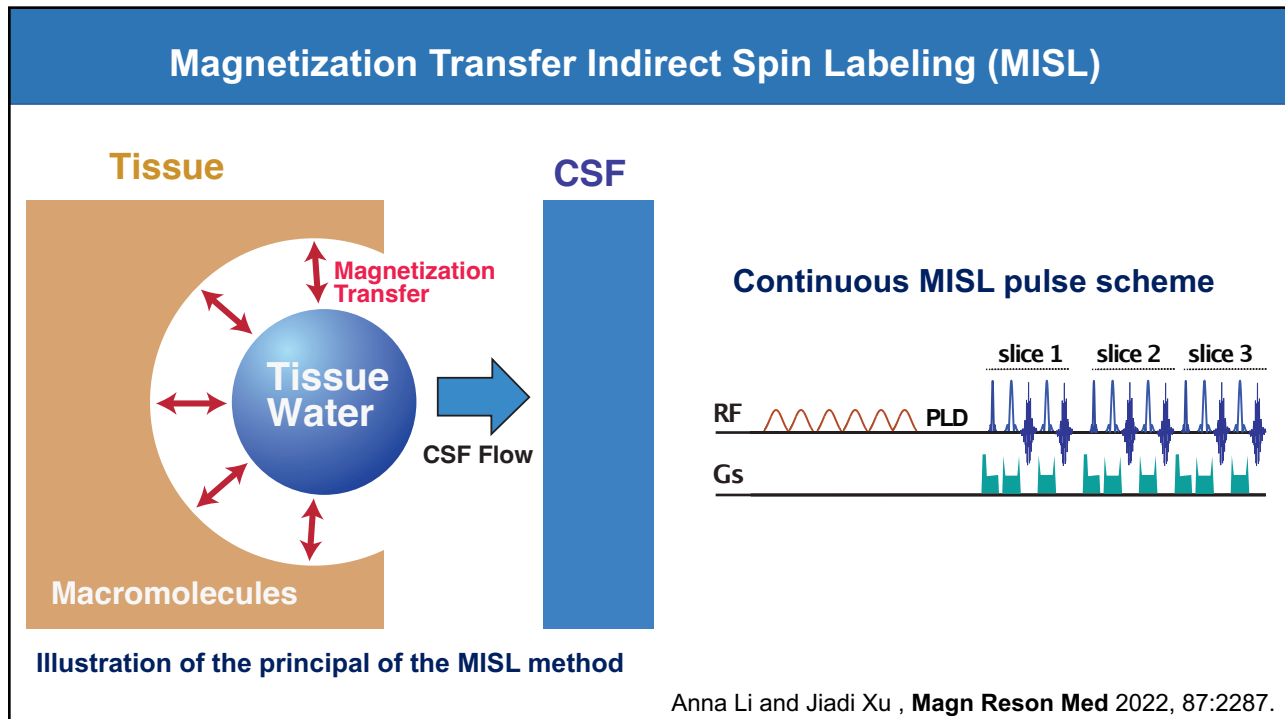 Magnetization Transfer Indirect Spin Labeling (MISL)
Tissue
CSF
Magnetization
Transfer
Tissue
Water
CSF Flow
Macromolecules
Illustration of the principal of the MISL method
Continuous MISL pulse scheme
slice 1 slice 2 slice 3
RF PLD
Gs
Anna Li and Jiadi Xu , Magn Reson Med 2022, 87:2287.